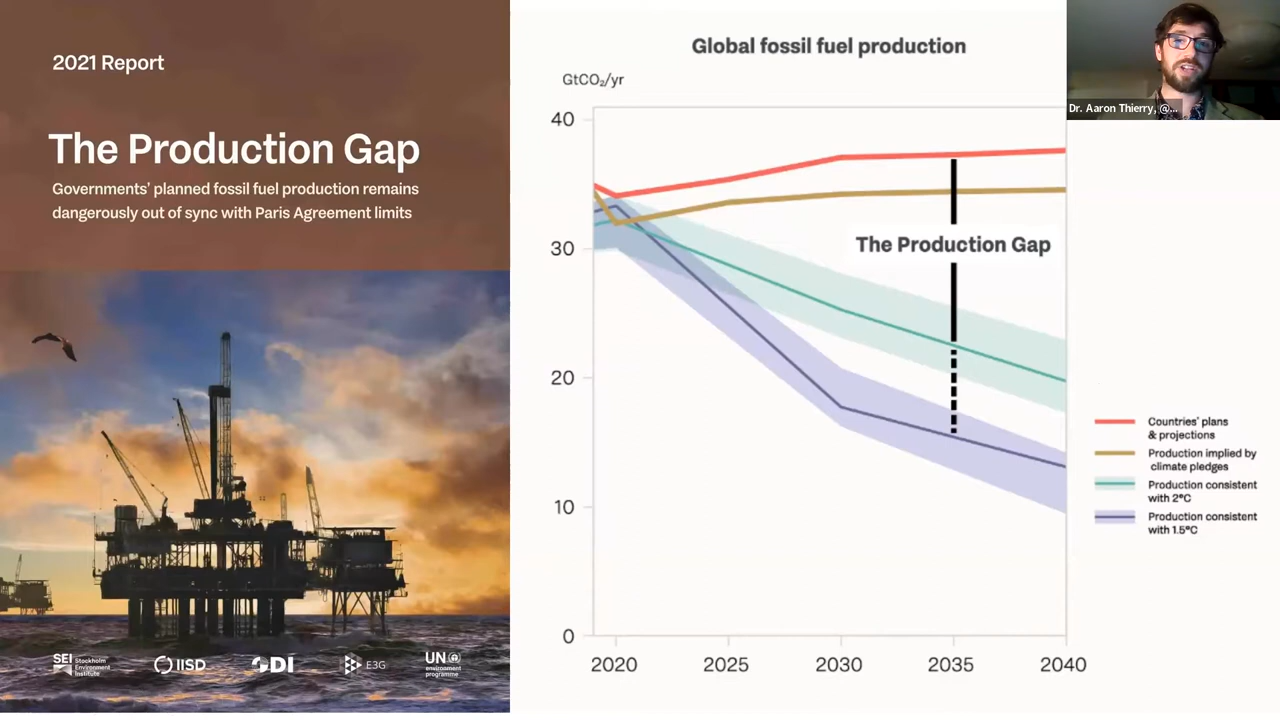 2021 Report
The Production Gap
Governments' planned fossil fuel production remains
dangerously out of sync with Paris Agreement limits
SEI Stockholm
Environment
Institute
IISD
ODI
E3G
UN
environment
programme
Global fossil fuel production
GtCO₂/yr
40
30
20
10
0
2020 2025 2030 2035 2040
The Production Gap
Countries' plans
& projections
Production implied by
climate pledges
Production consistent
with 2°C
Production consistent
with 1.5°C
Dr. Aaron Thierry, @...